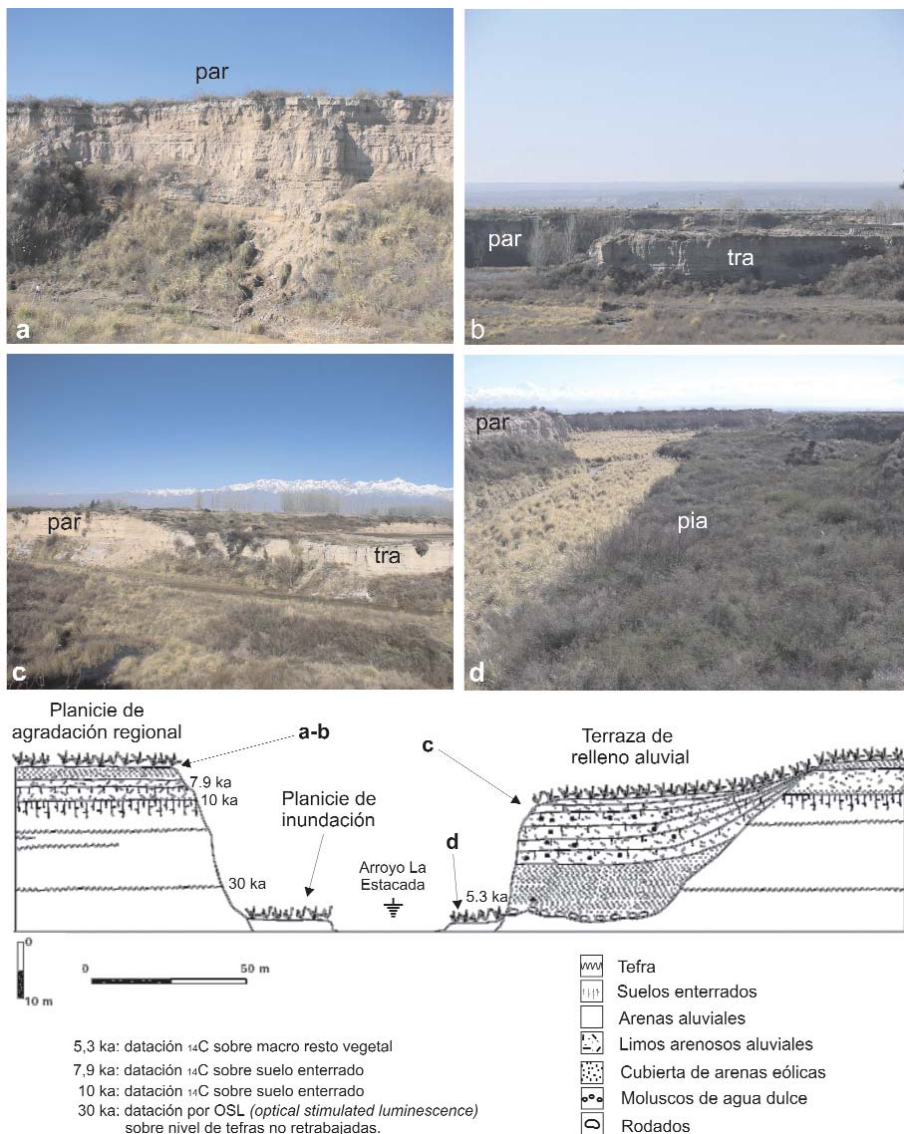 par
a
par
tra
b
par
tra
c
par
pia
d
Planicie de
agradación regional
a-b
7.9 ka
10 ka
30 ka
Planicie de
inundación
Arroyo La
Estacada
d
5.3 ka
c
Terraza de
relleno aluvial
0
10 m
0
50 m
5,3 ka: datación 14C sobre macro resto vegetal
7,9 ka: datación 14C sobre suelo enterrado
10 ka: datación 14C sobre suelo enterrado
30 ka: datación por OSL (optical stimulated luminescence)
sobre nivel de tefras no retrabajadas.
Tefra
Suelos enterrados
Arenas aluviales
Limos arenosos aluviales
Cubierta de arenas eólicas
Moluscos de agua dulce
Rodados